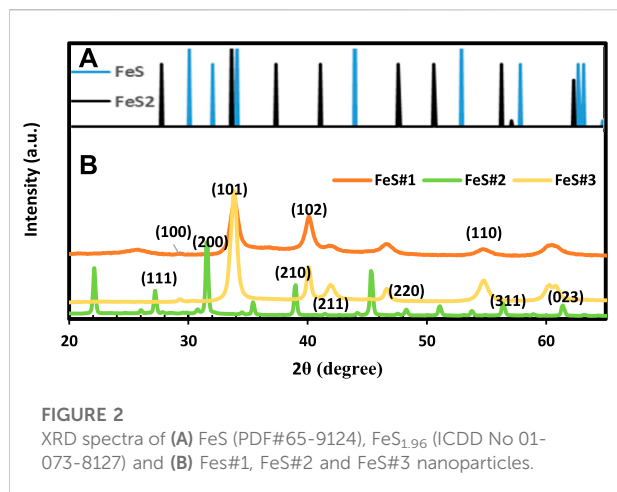 A
FeS
FeS2
B
FeS#1 FeS#2 FeS#3
(101)
(102)
(100)
(200)
(110)
(111)
(210)
(211)
(220)
(311)
(023)
Intensity (a.u.)
20 30 40 50 60
2θ (degree)
FIGURE 2
XRD spectra of (A) FeS (PDF#65-9124), FeS1.96 (ICDD No 01-
073-8127) and (B) Fes#1, FeS#2 and FeS#3 nanoparticles.